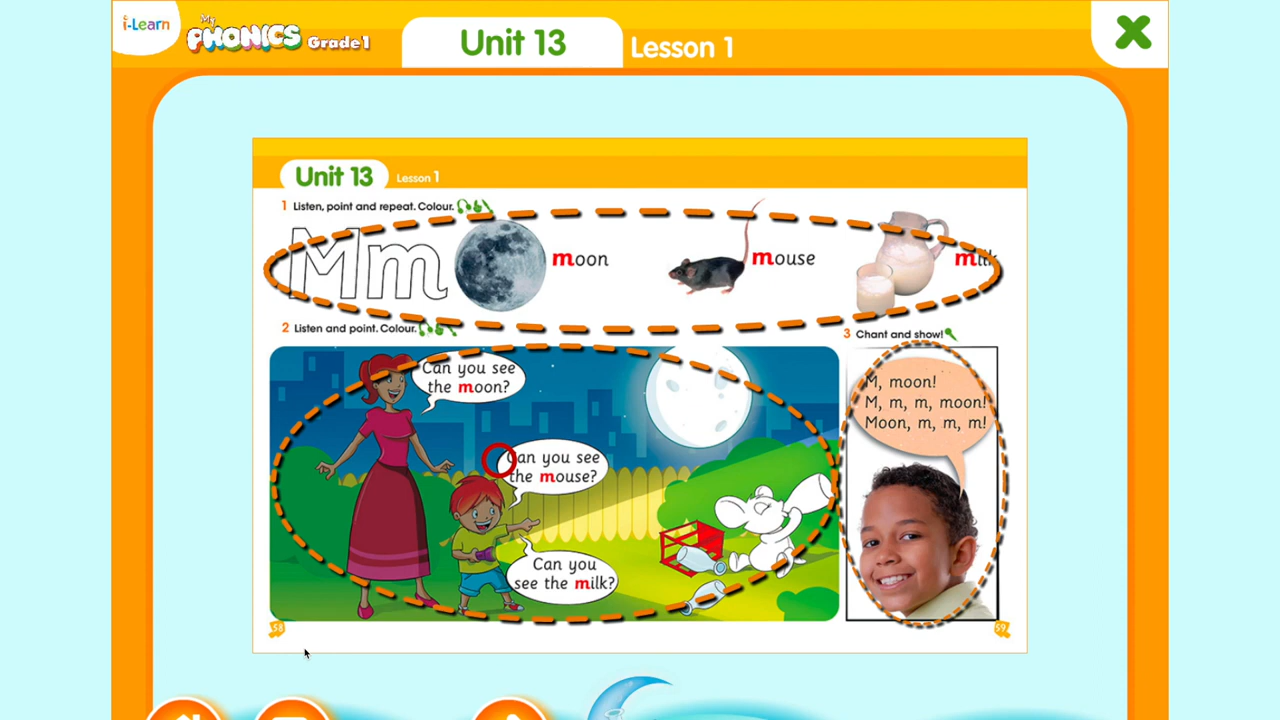 i-Learn
My
PHONICS Grade 1
Unit 13
Lesson 1
Unit 13
Lesson 1
1 Listen, point and repeat. Colour.
Mm
moon
mouse
milk
2 Listen and point. Colour.
Can you see
the moon?
Can you see
the mouse?
Can you
see the milk?
3 Chant and show!
M, moon!
M, m, m, moon!
Moon, m, m, m!
58
59